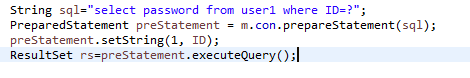 String sql="select password from user1 where ID=?";
PreparedStatement preStatement = m.con.prepareStatement(sql);
preStatement.setString(1, ID);
ResultSet rs=preStatement.executeQuery();